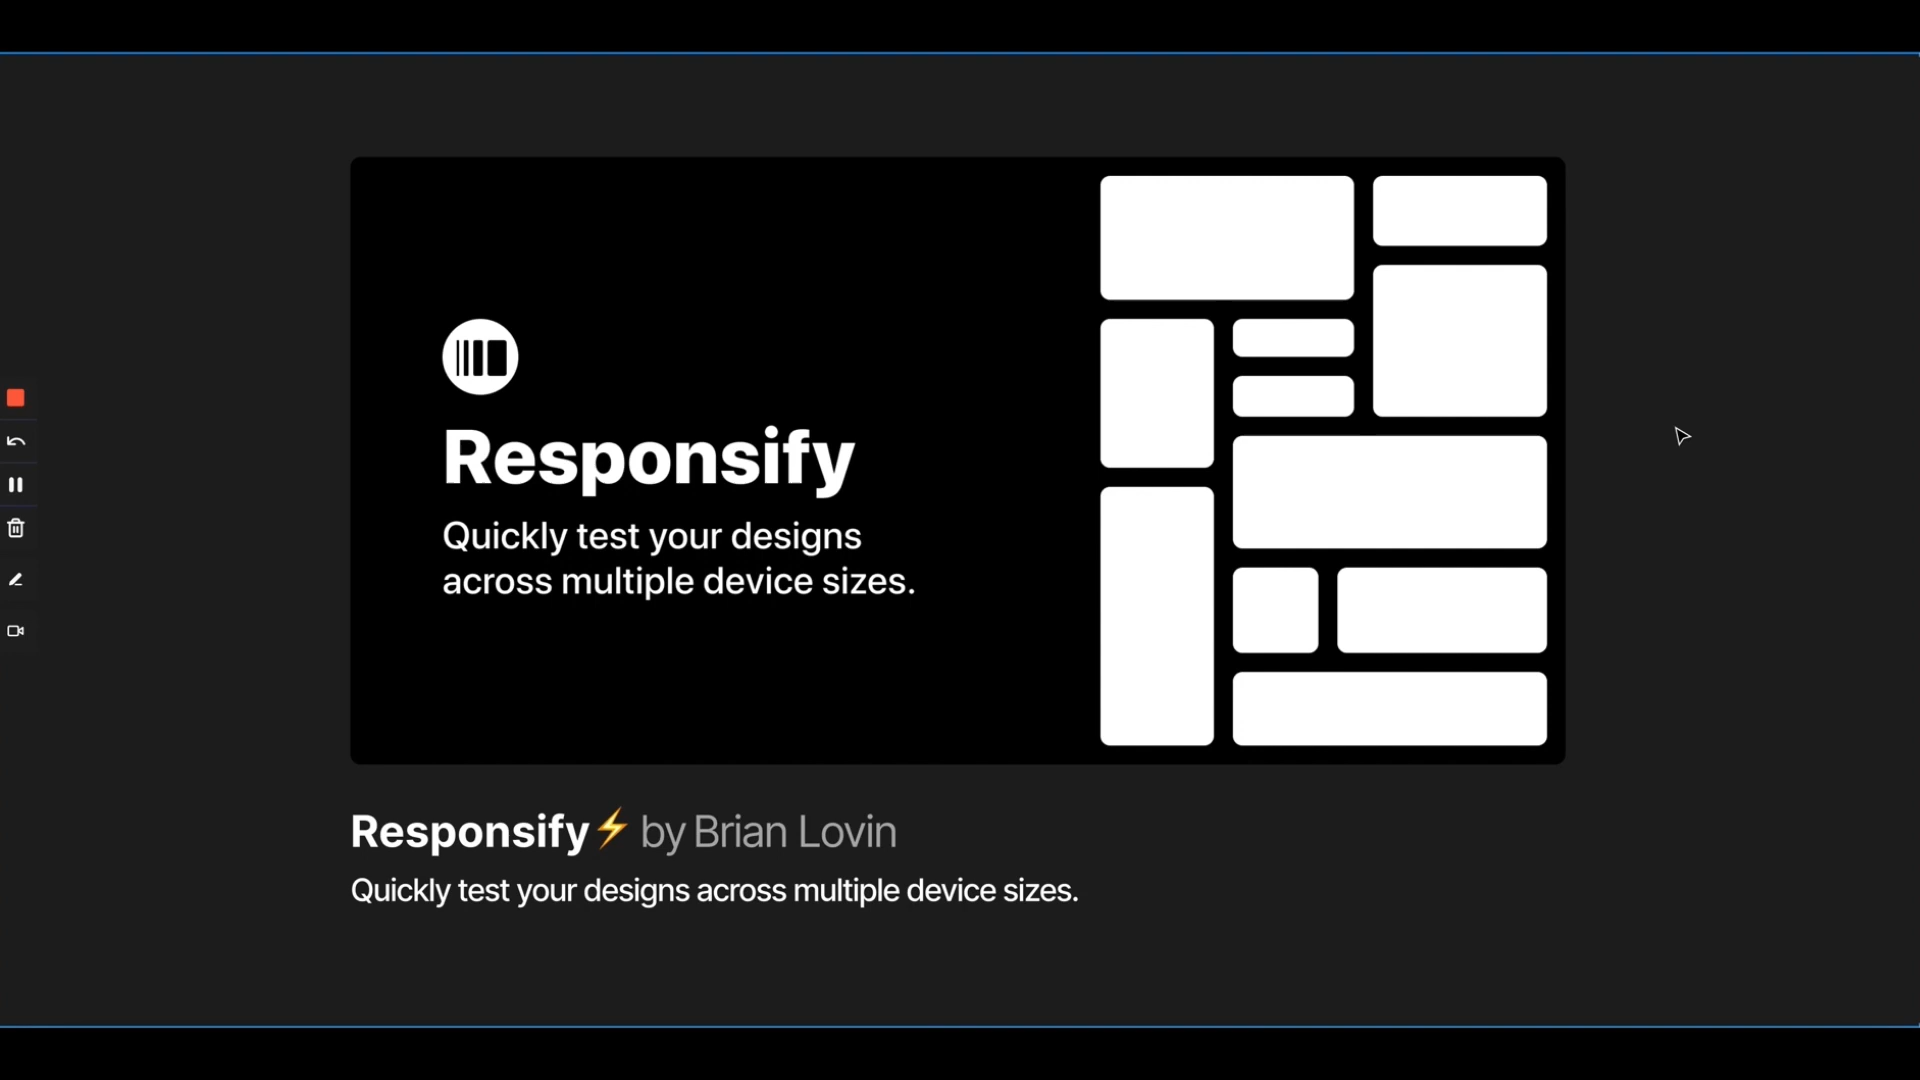 Responsify
Quickly test your designs
across multiple device sizes.
Responsify⚡ by Brian Lovin
Quickly test your designs across multiple device sizes.